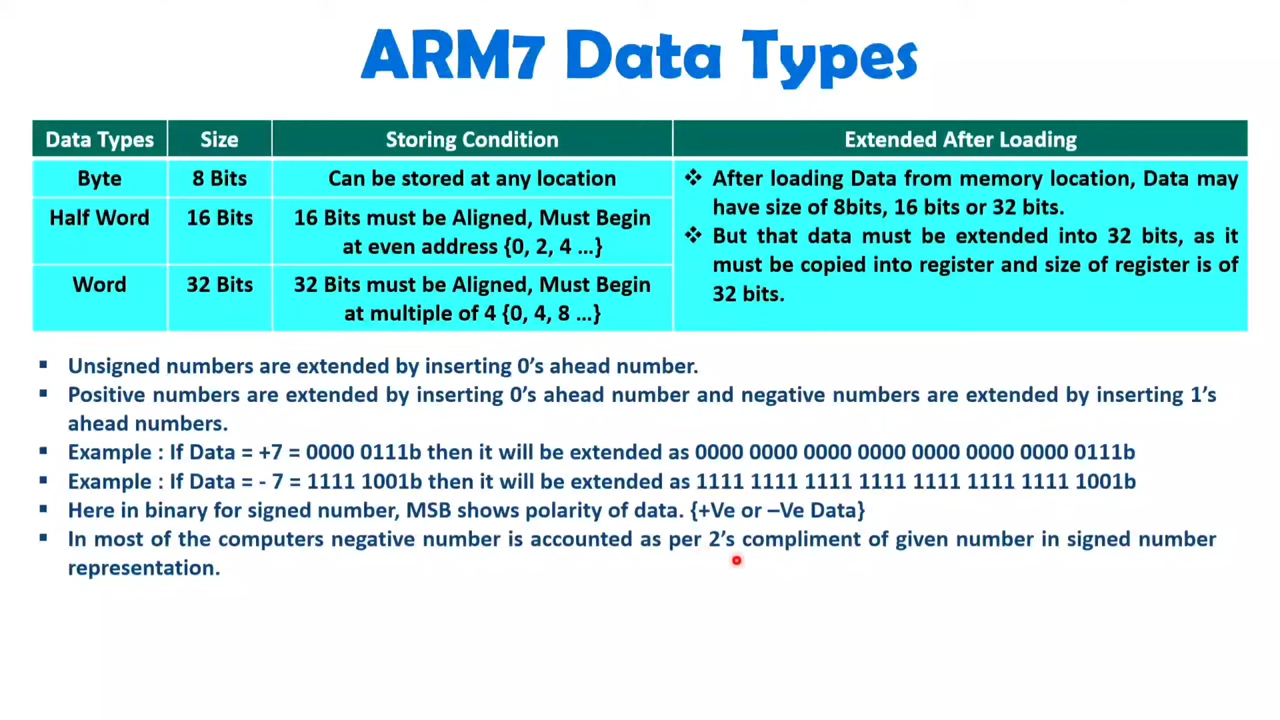 ARM7 Data Types
Data Types Size Storing Condition Extended After Loading
Byte 8 Bits Can be stored at any location
Half Word 16 Bits 16 Bits must be Aligned, Must Begin
at even address {0, 2, 4 ...}
Word 32 Bits 32 Bits must be Aligned, Must Begin
at multiple of 4 {0, 4, 8 ...}
❖ After loading Data from memory location, Data may
have size of 8bits, 16 bits or 32 bits.
❖ But that data must be extended into 32 bits, as it
must be copied into register and size of register is of
32 bits.
▪ Unsigned numbers are extended by inserting 0's ahead number.
▪ Positive numbers are extended by inserting 0's ahead number and negative numbers are extended by inserting 1's
ahead numbers.
▪ Example : If Data = +7 = 0000 0111b then it will be extended as 0000 0000 0000 0000 0000 0000 0000 0111b
▪ Example : If Data = - 7 = 1111 1001b then it will be extended as 1111 1111 1111 1111 1111 1111 1111 1001b
▪ Here in binary for signed number, MSB shows polarity of data. {+Ve or –Ve Data}
▪ In most of the computers negative number is accounted as per 2's compliment of given number in signed number
representation.